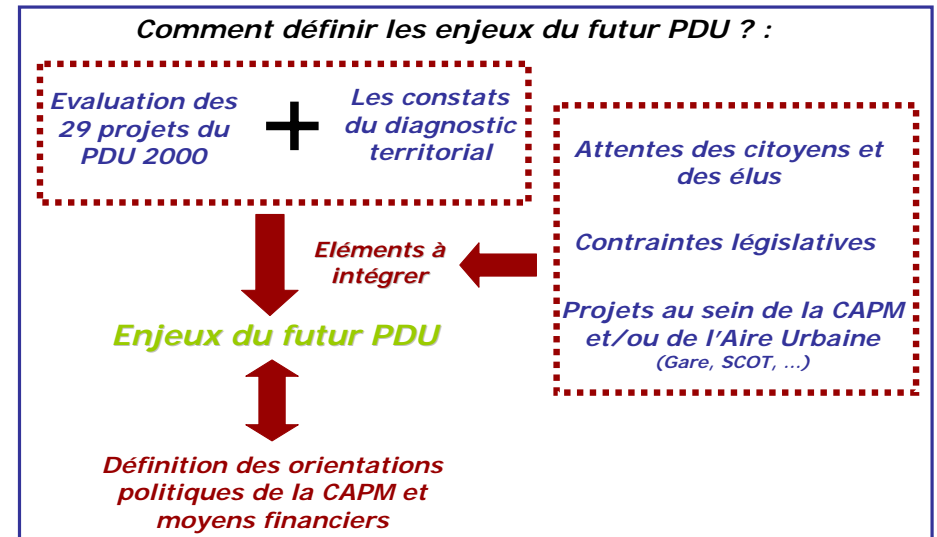 Comment définir les enjeux du futur PDU ? :
Evaluation des
29 projets du
PDU 2000
+
Les constats
du diagnostic
territorial
Attentes des citoyens et
des élus
Contraintes législatives
Projets au sein de la CAPM
et/ou de l'Aire Urbaine
(Gare, SCOT, ...)
Eléments à
intégrer
Enjeux du futur PDU
Définition des orientations
politiques de la CAPM et
moyens financiers